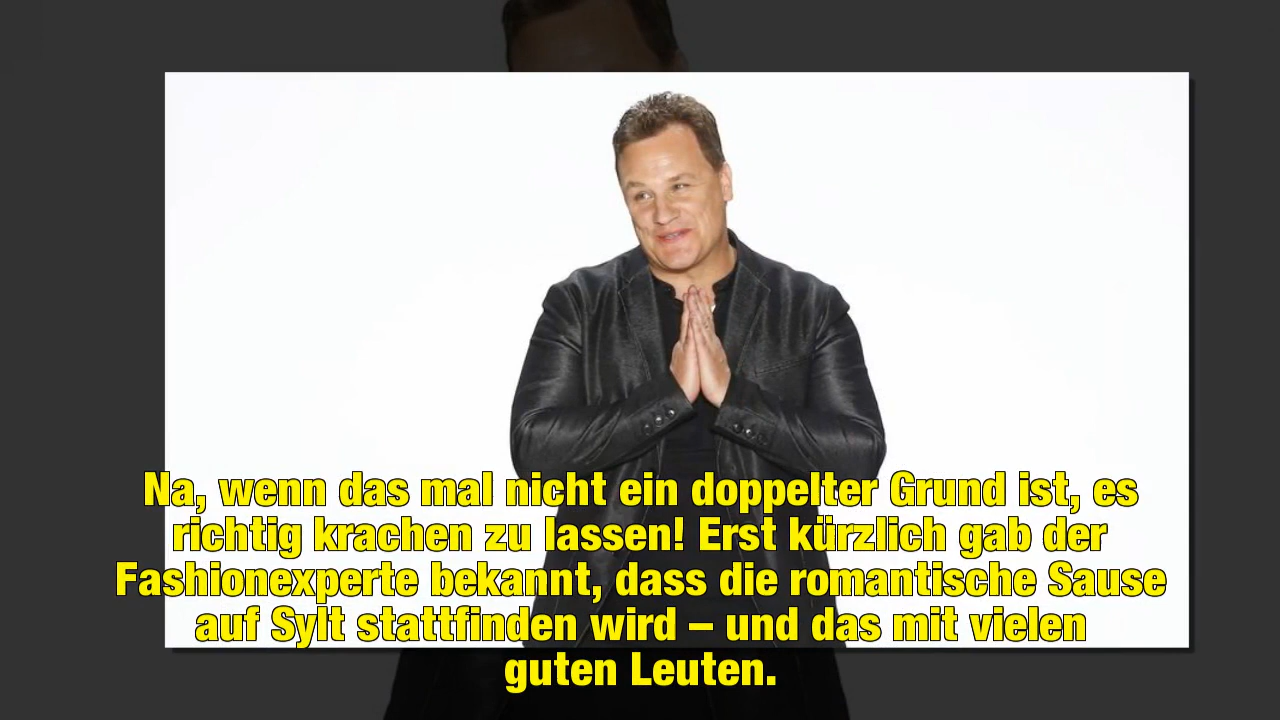 Na, wenn das mal nicht ein doppelter Grund ist, es
richtig krachen zu lassen! Erst kürzlich gab der
Fashionexperte bekannt, dass die romantische Sause
auf Sylt stattfinden wird – und das mit vielen
guten Leuten.